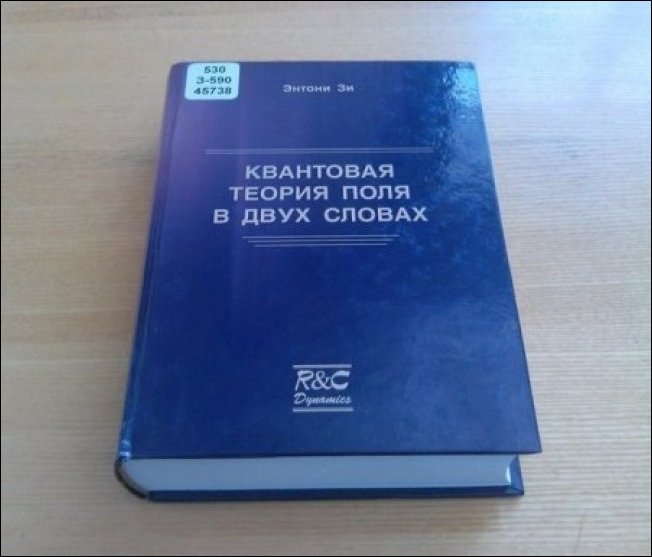 530
З-590
45738
Энтони Зи
КВАНТОВАЯ
ТЕОРИЯ ПОЛЯ
В ДВУХ СЛОВАХ
R&C
Dynamics